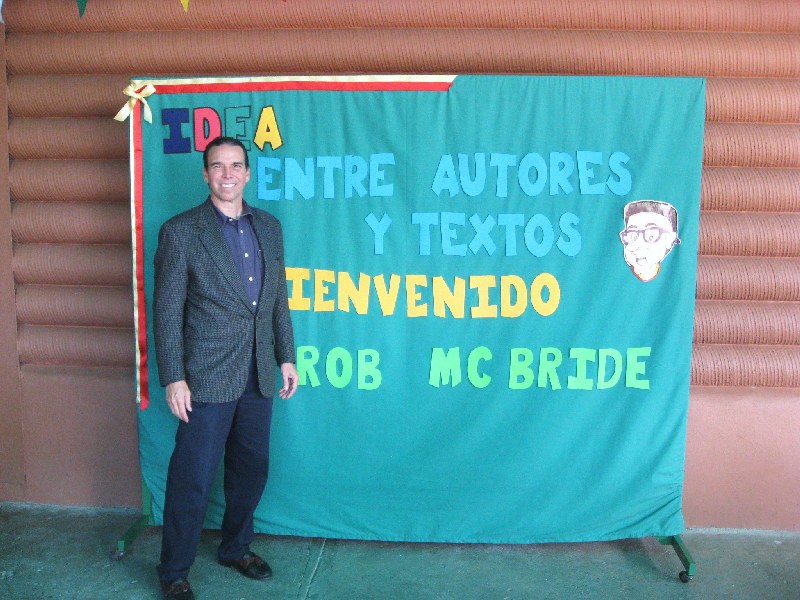 IDEA
ENTRE AUTORES
Y TEXTOS
IENVENIDO
ROB MC BRIDE